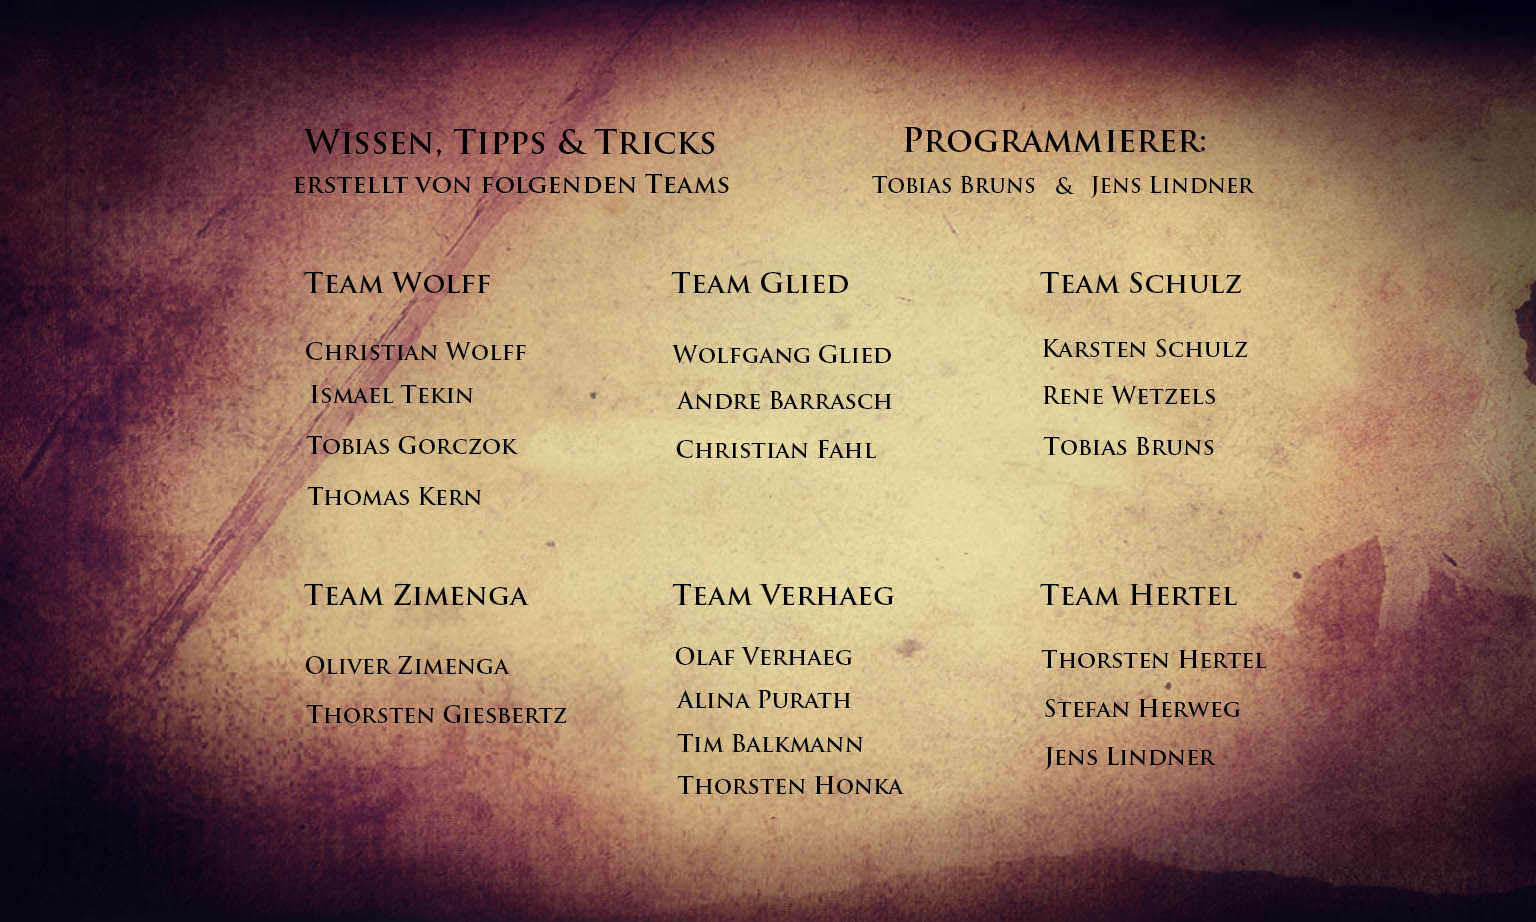 Wissen, Tipps & Tricks
erstellt von folgenden Teams
Programmierer:
Tobias Bruns & Jens Lindner
Team Wolff
Christian Wolff
Ismael Tekin
Tobias Gorczok
Thomas Kern
Team Glied
Wolfgang Glied
Andre Barrasch
Christian Fahl
Team Schulz
Karsten Schulz
Rene Wetzels
Tobias Bruns
Team Zimenga
Oliver Zimenga
Thorsten Giesbertz
Team Verhaeg
Olaf Verhaeg
Alina Purath
Tim Balkmann
Thorsten Honka
Team Hertel
Thorsten Hertel
Stefan Herweg
Jens Lindner